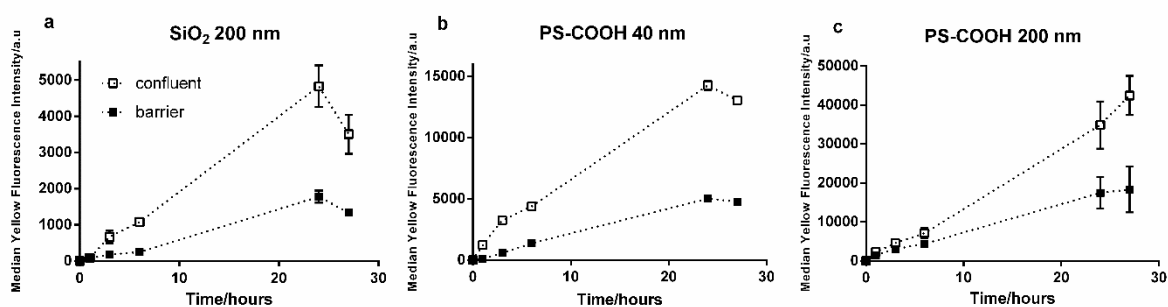 a
SiO2 200 nm
Median Yellow Fluorescence Intensity/a.u
5000
4000
3000
2000
1000
0
confluent
barrier
0 10 20 30
Time/hours
b
PS-COOH 40 nm
Median Yellow Fluorescence Intensity/a.u
15000
10000
5000
0
0 10 20 30
Time/hours
c
PS-COOH 200 nm
Median Yellow Fluorescence Intensity/a.u
50000
40000
30000
20000
10000
0
0 10 20 30
Time/hours